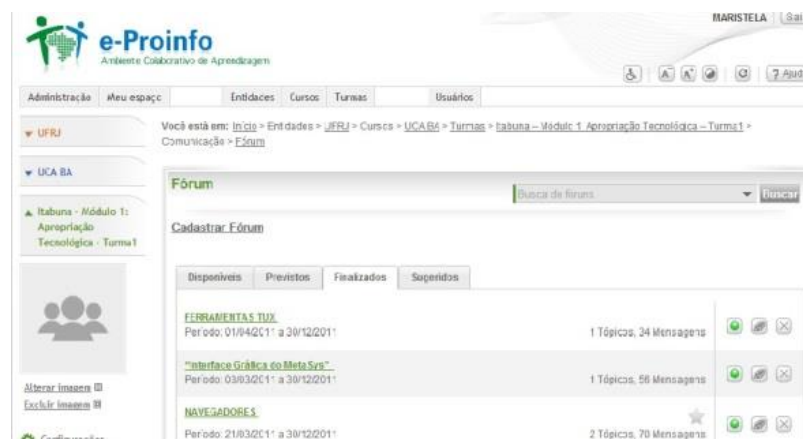 MARISTELA Sai
e-Proinfo
Ambiente Colaborativo de Aprendizagem
A- A+ ? Ajud
Administração Meu espaço Entidades Cursos Turmas Usuários
Você está em: Início > Entidades > UFRJ > Cursos > UCA BA > Turmas > Itabuna – Módulo 1: Apropriação Tecnológica – Turma1 >
Comunicação > Fórum
UFRJ
UCA BA
Itabuna - Módulo 1:
Apropriação
Tecnológica - Turma1
Alterar imagem
Excluir imagem
Configurações
Fórum
Busca de fóruns Buscar
Cadastrar Fórum
Disponíveis Previstos Finalizados Sugeridos
FERRAMENTAS TUX
Período: 01/04/2011 a 30/12/2011 1 Tópicos, 34 Mensagens
"Interface Gráfica do MetaSys"
Período: 03/03/2011 a 30/12/2011 1 Tópicos, 56 Mensagens
NAVEGADORES
Período: 21/03/2011 a 30/12/2011 2 Tópicos, 70 Mensagens